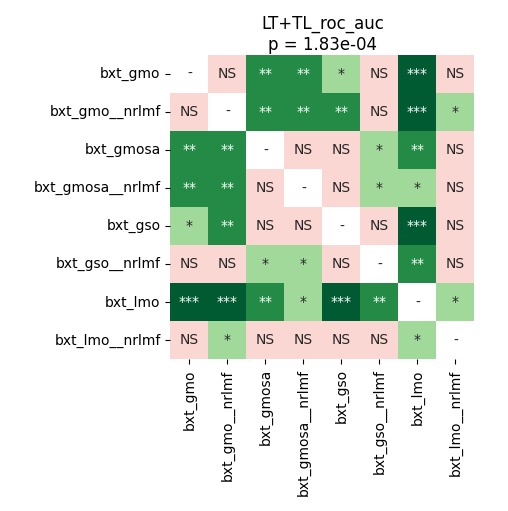 LT+TL_roc_auc
p = 1.83e-04
bxt_gmo - NS ** ** * NS *** NS
bxt_gmo__nrlmf NS - ** ** ** NS *** *
bxt_gmosa ** ** - NS NS * ** NS
bxt_gmosa__nrlmf ** ** NS - NS * * NS
bxt_gso * ** NS NS - NS *** NS
bxt_gso__nrlmf NS NS * * NS - ** NS
bxt_lmo *** *** ** * *** ** - *
bxt_lmo__nrlmf NS * NS NS NS NS * -
bxt_gmo
bxt_gmo__nrlmf
bxt_gmosa
bxt_gmosa__nrlmf
bxt_gso
bxt_gso__nrlmf
bxt_lmo
bxt_lmo__nrlmf